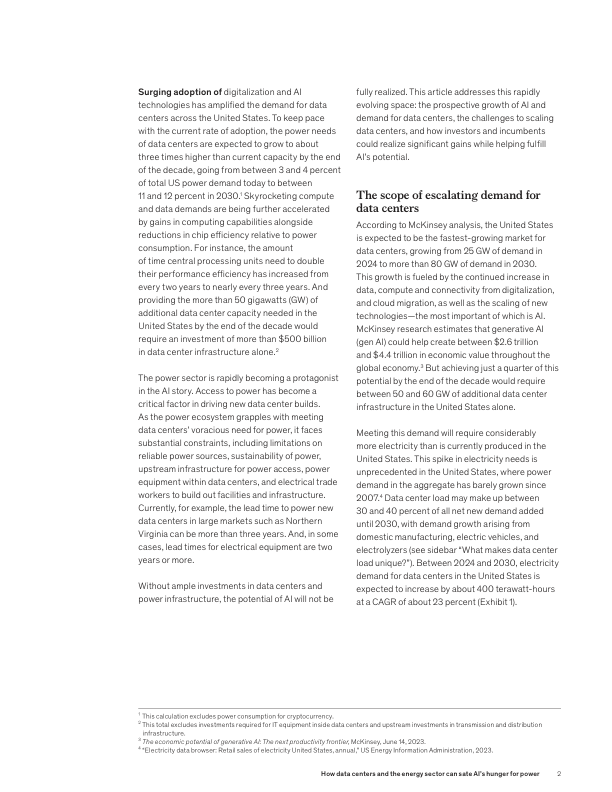 Surging adoption of digitalization and AI
technologies has amplified the demand for data
centers across the United States. To keep pace
with the current rate of adoption, the power needs
of data centers are expected to grow to about
three times higher than current capacity by the end
of the decade, going from between 3 and 4 percent
of total US power demand today to between
11 and 12 percent in 2030.¹ Skyrocketing compute
and data demands are being further accelerated
by gains in computing capabilities alongside
reductions in chip efficiency relative to power
consumption. For instance, the amount
of time central processing units need to double
their performance efficiency has increased from
every two years to nearly every three years. And
providing the more than 50 gigawatts (GW) of
additional data center capacity needed in the
United States by the end of the decade would
require an investment of more than $500 billion
in data center infrastructure alone.²
The power sector is rapidly becoming a protagonist
in the AI story. Access to power has become a
critical factor in driving new data center builds.
As the power ecosystem grapples with meeting
data centers' voracious need for power, it faces
substantial constraints, including limitations on
reliable power sources, sustainability of power,
upstream infrastructure for power access, power
equipment within data centers, and electrical trade
workers to build out facilities and infrastructure.
Currently, for example, the lead time to power new
data centers in large markets such as Northern
Virginia can be more than three years. And, in some
cases, lead times for electrical equipment are two
years or more.
Without ample investments in data centers and
power infrastructure, the potential of AI will not be
fully realized. This article addresses this rapidly
evolving space: the prospective growth of AI and
demand for data centers, the challenges to scaling
data centers, and how investors and incumbents
could realize significant gains while helping fulfill
AI's potential.
The scope of escalating demand for
data centers
According to McKinsey analysis, the United States
is expected to be the fastest-growing market for
data centers, growing from 25 GW of demand in
2024 to more than 80 GW of demand in 2030.
This growth is fueled by the continued increase in
data, compute and connectivity from digitalization,
and cloud migration, as well as the scaling of new
technologies—the most important of which is AI.
McKinsey research estimates that generative AI
(gen AI) could help create between $2.6 trillion
and $4.4 trillion in economic value throughout the
global economy.³ But achieving just a quarter of this
potential by the end of the decade would require
between 50 and 60 GW of additional data center
infrastructure in the United States alone.
Meeting this demand will require considerably
more electricity than is currently produced in the
United States. This spike in electricity needs is
unprecedented in the United States, where power
demand in the aggregate has barely grown since
2007.⁴ Data center load may make up between
30 and 40 percent of all net new demand added
until 2030, with demand growth arising from
domestic manufacturing, electric vehicles, and
electrolyzers (see sidebar “What makes data center
load unique?”). Between 2024 and 2030, electricity
demand for data centers in the United States is
expected to increase by about 400 terawatt-hours
at a CAGR of about 23 percent (Exhibit 1).
¹ This calculation excludes power consumption for cryptocurrency.
² This total excludes investments required for IT equipment inside data centers and upstream investments in transmission and distribution
infrastructure.
³ The economic potential of generative AI: The next productivity frontier, McKinsey, June 14, 2023.
⁴ “Electricity data browser: Retail sales of electricity United States, annual,” US Energy Information Administration, 2023.
How data centers and the energy sector can sate AI's hunger for power 2